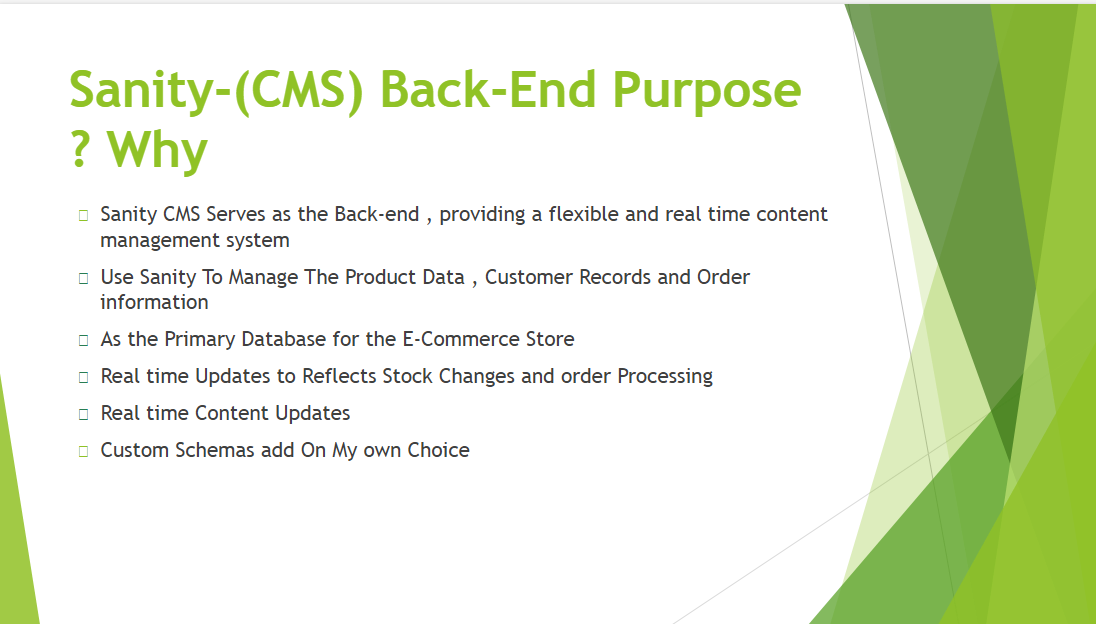 Sanity-(CMS) Back-End Purpose
? Why
Sanity CMS Serves as the Back-end , providing a flexible and real time content
management system
Use Sanity To Manage The Product Data , Customer Records and Order
information
As the Primary Database for the E-Commerce Store
Real time Updates to Reflects Stock Changes and order Processing
Real time Content Updates
Custom Schemas add On My own Choice